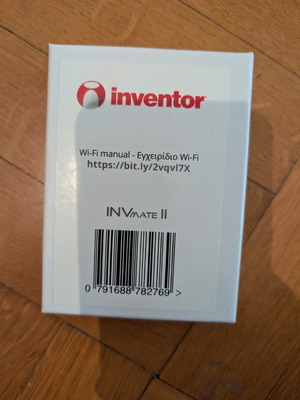 inventor
Wi-Fi manual - Εγχειρίδιο Wi-Fi
https://bit.ly/2vqvl7X
INVMATE II
0 791688 782769 >